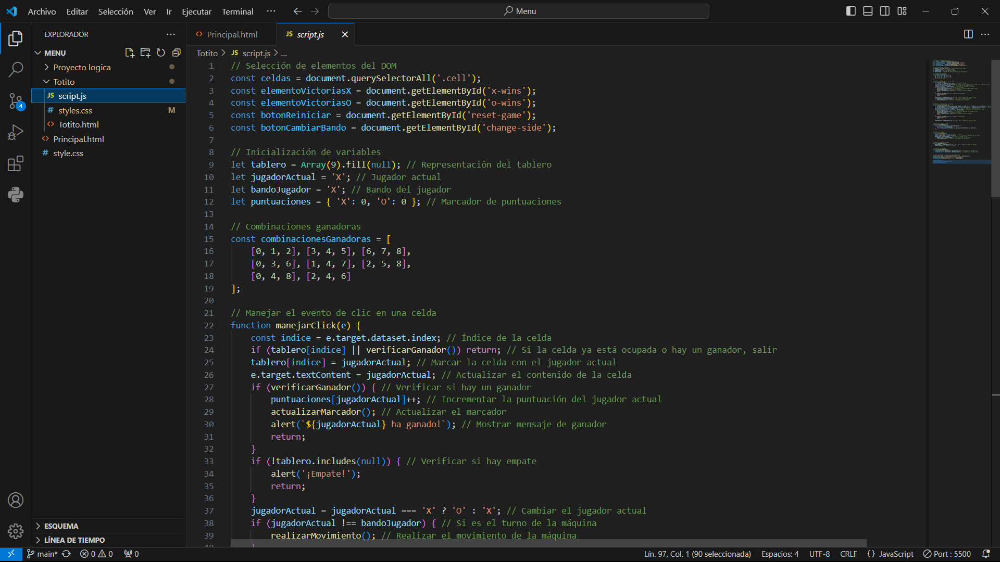 Archivo Editar Selección Ver Ir Ejecutar Terminal ··· Menu
EXPLORADOR
MENU
Proyecto logica
Totito
JS script.js
# styles.css M
Totito.html
Principal.html
# style.css
ESQUEMA
LÍNEA DE TIEMPO
4
Principal.html JS script.js
Totito > JS script.js > ...
1 // Selección de elementos del DOM
2 const celdas = document.querySelectorAll('.cell');
3 const elementoVictoriasX = document.getElementById('x-wins');
4 const elementoVictoriasO = document.getElementById('o-wins');
5 const botonReiniciar = document.getElementById('reset-game');
6 const botonCambiarBando = document.getElementById('change-side');
7
8 // Inicialización de variables
9 let tablero = Array(9).fill(null); // Representación del tablero
10 let jugadorActual = 'X'; // Jugador actual
11 let bandoJugador = 'X'; // Bando del jugador
12 let puntuaciones = { 'X': 0, 'O': 0 }; // Marcador de puntuaciones
13
14 // Combinaciones ganadoras
15 const combinacionesGanadoras = [
16 [0, 1, 2], [3, 4, 5], [6, 7, 8],
17 [0, 3, 6], [1, 4, 7], [2, 5, 8],
18 [0, 4, 8], [2, 4, 6]
19 ];
20
21 // Manejar el evento de clic en una celda
22 function manejarClick(e) {
23 const indice = e.target.dataset.index; // Índice de la celda
24 if (tablero[indice] || verificarGanador()) return; // Si la celda ya está ocupada o hay un ganador, salir
25 tablero[indice] = jugadorActual; // Marcar la celda con el jugador actual
26 e.target.textContent = jugadorActual; // Actualizar el contenido de la celda
27 if (verificarGanador()) { // Verificar si hay un ganador
28 puntuaciones[jugadorActual]++; // Incrementar la puntuación del jugador actual
29 actualizarMarcador(); // Actualizar el marcador
30 alert(`${jugadorActual} ha ganado!`); // Mostrar mensaje de ganador
31 return;
32 }
33 if (!tablero.includes(null)) { // Verificar si hay empate
34 alert('¡Empate!');
35 return;
36 }
37 jugadorActual = jugadorActual === 'X' ? 'O' : 'X'; // Cambiar el jugador actual
38 if (jugadorActual !== bandoJugador) { // Si es el turno de la máquina
39 realizarMovimiento(); // Realizar el movimiento de la máquina
main* 0 0 0 Lín. 97, Col. 1 (90 seleccionada) Espacios: 4 UTF-8 CRLF {} JavaScript Port : 5500